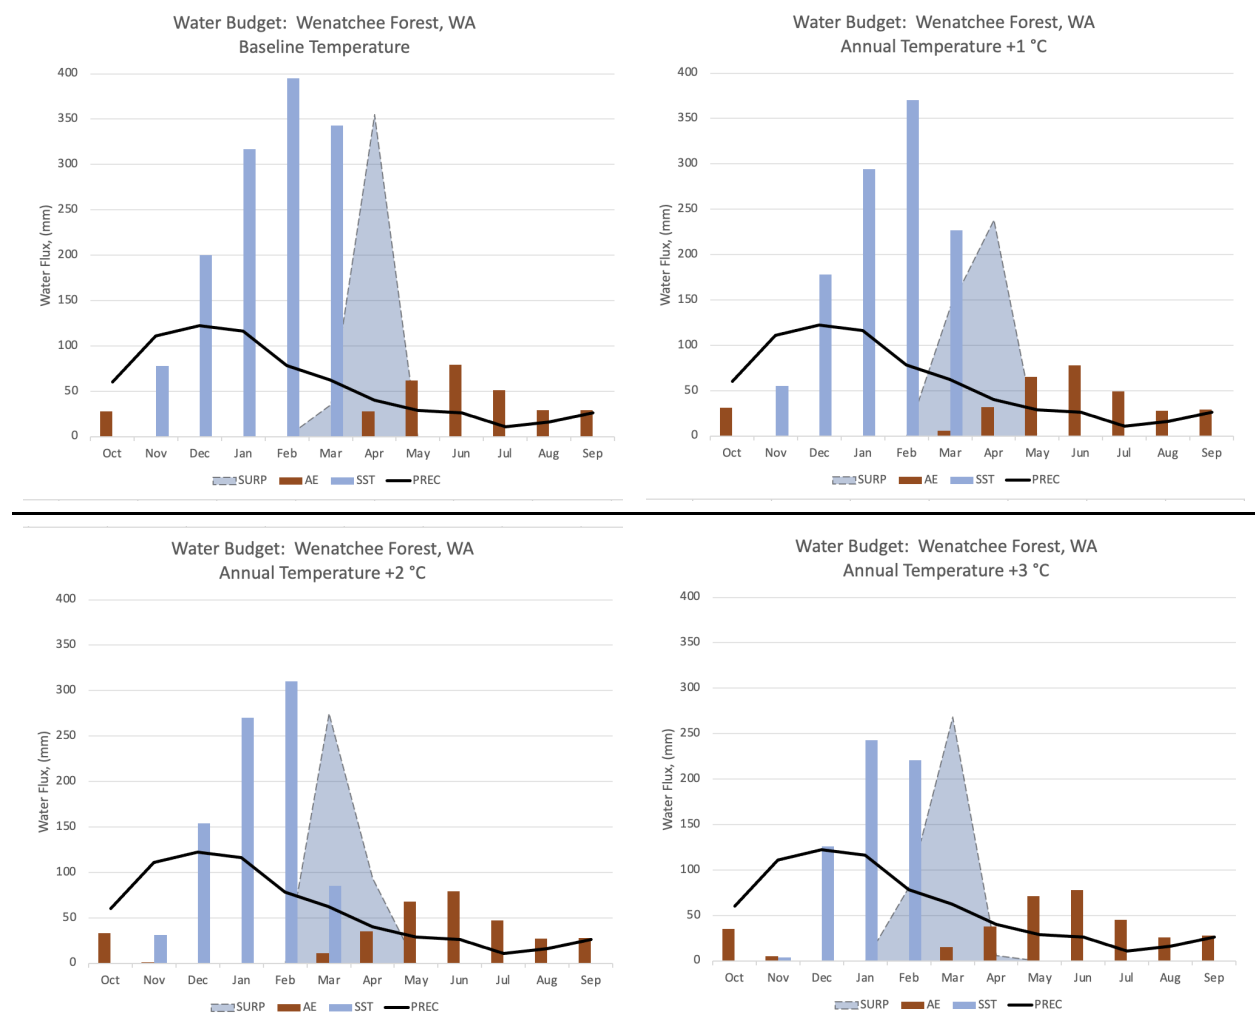 Water Budget:  Wenatchee Forest, WA
Baseline Temperature
400
350
300
250
200
150
100
50
0
Water Flux, (mm)
Oct Nov Dec Jan Feb Mar Apr May Jun Jul Aug Sep
SURP AE SST PREC
Water Budget:  Wenatchee Forest, WA
Annual Temperature +1 °C
400
350
300
250
200
150
100
50
0
Water Flux, (mm)
Oct Nov Dec Jan Feb Mar Apr May Jun Jul Aug Sep
SURP AE SST PREC
Water Budget:  Wenatchee Forest, WA
Annual Temperature +2 °C
400
350
300
250
200
150
100
50
0
Water Flux, (mm)
Oct Nov Dec Jan Feb Mar Apr May Jun Jul Aug Sep
SURP AE SST PREC
Water Budget:  Wenatchee Forest, WA
Annual Temperature +3 °C
400
350
300
250
200
150
100
50
0
Water Flux, (mm)
Oct Nov Dec Jan Feb Mar Apr May Jun Jul Aug Sep
SURP AE SST PREC